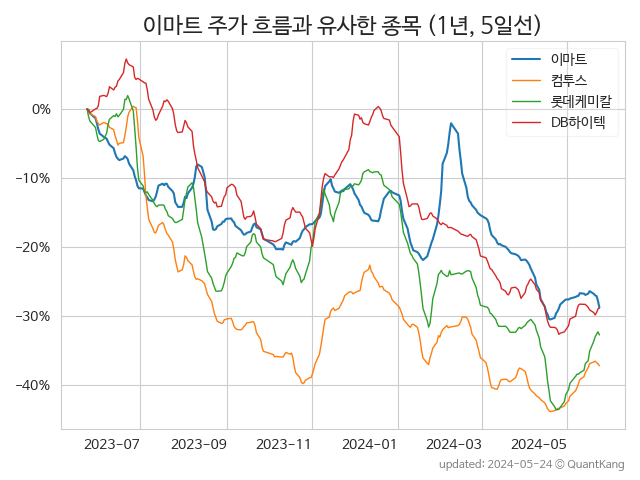 이마트 주가 흐름과 유사한 종목 (1년, 5일선)
이마트
컴투스
롯데케미칼
DB하이텍
0%
−10%
−20%
−30%
−40%
2023-07
2023-09
2023-11
2024-01
2024-03
2024-05
updated: 2024-05-24 © QuantKang